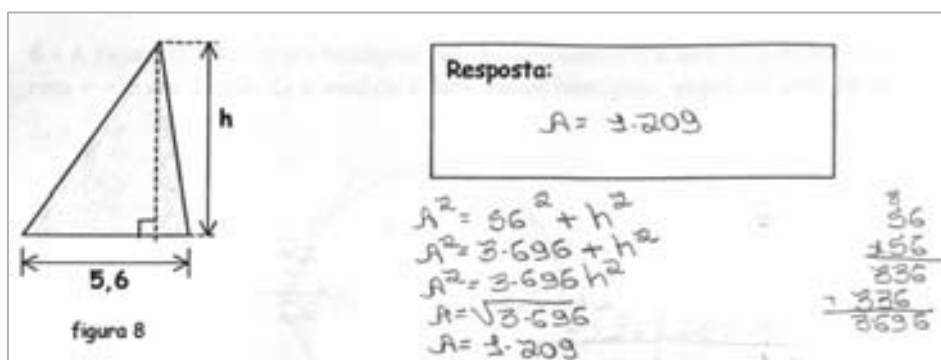 h
5,6
figura 8
Resposta:
A = 1.209
A² = 56² + h²
A² = 3.696 + h²
A² = 3.696h²
A = √3.696
A = 1.209
56
x56
336
+ 336
3696